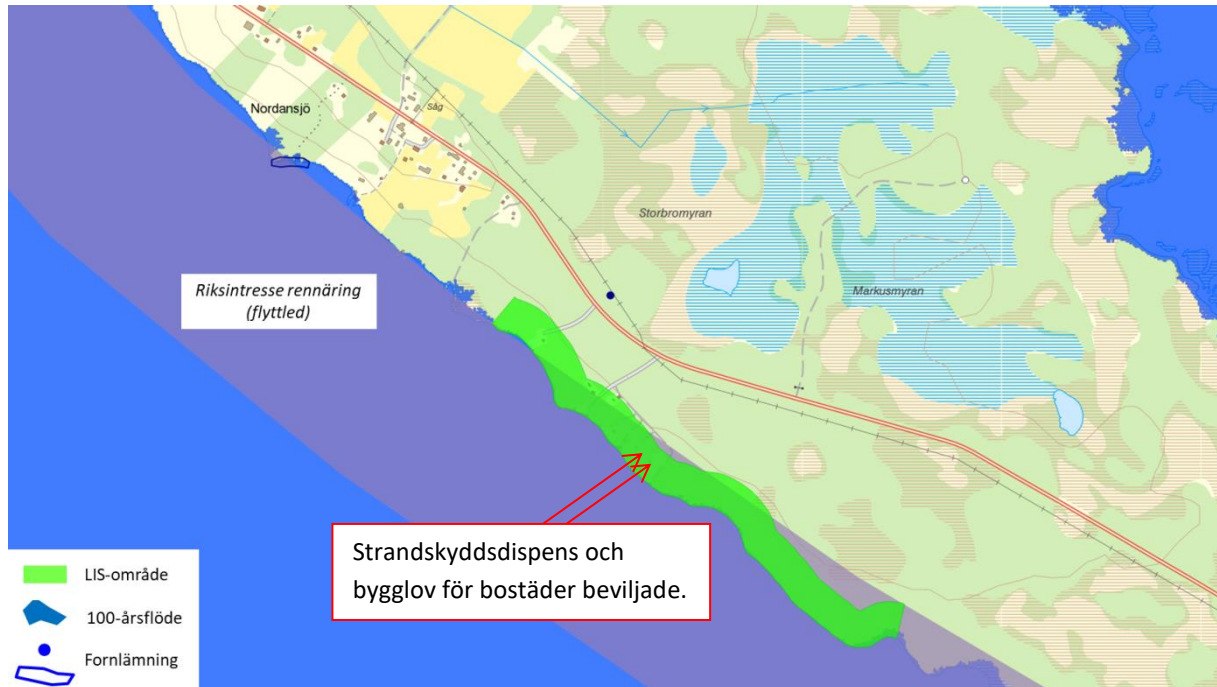 Nordansjö
Såg
Storbromyran
Markusmyran
Riksintresse rennäring
(flyttled)
Strandskyddsdispens och
bygglov för bostäder beviljade.
LIS-område
100-årsflöde
Fornlämning